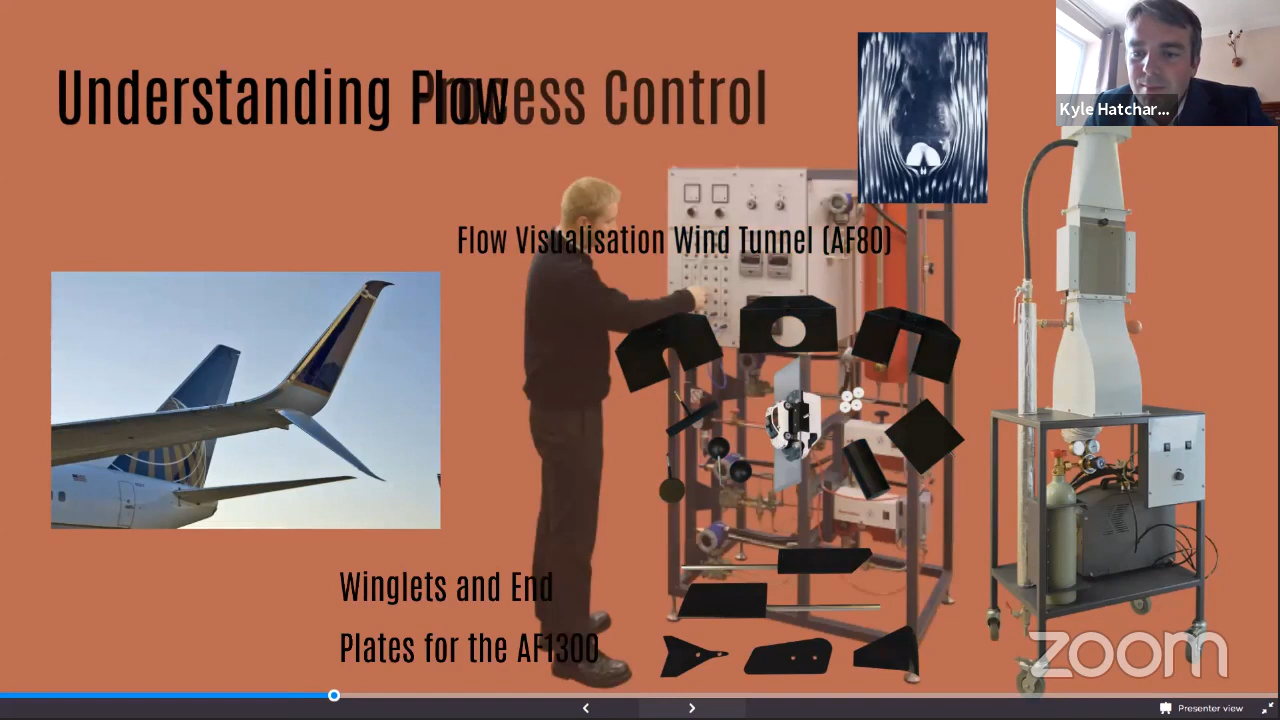 Understanding Flow
Process Control
Kyle Hatchar...
Flow Visualisation Wind Tunnel (AF80)
Winglets and End
Plates for the AF1300
zoom
Presenter view